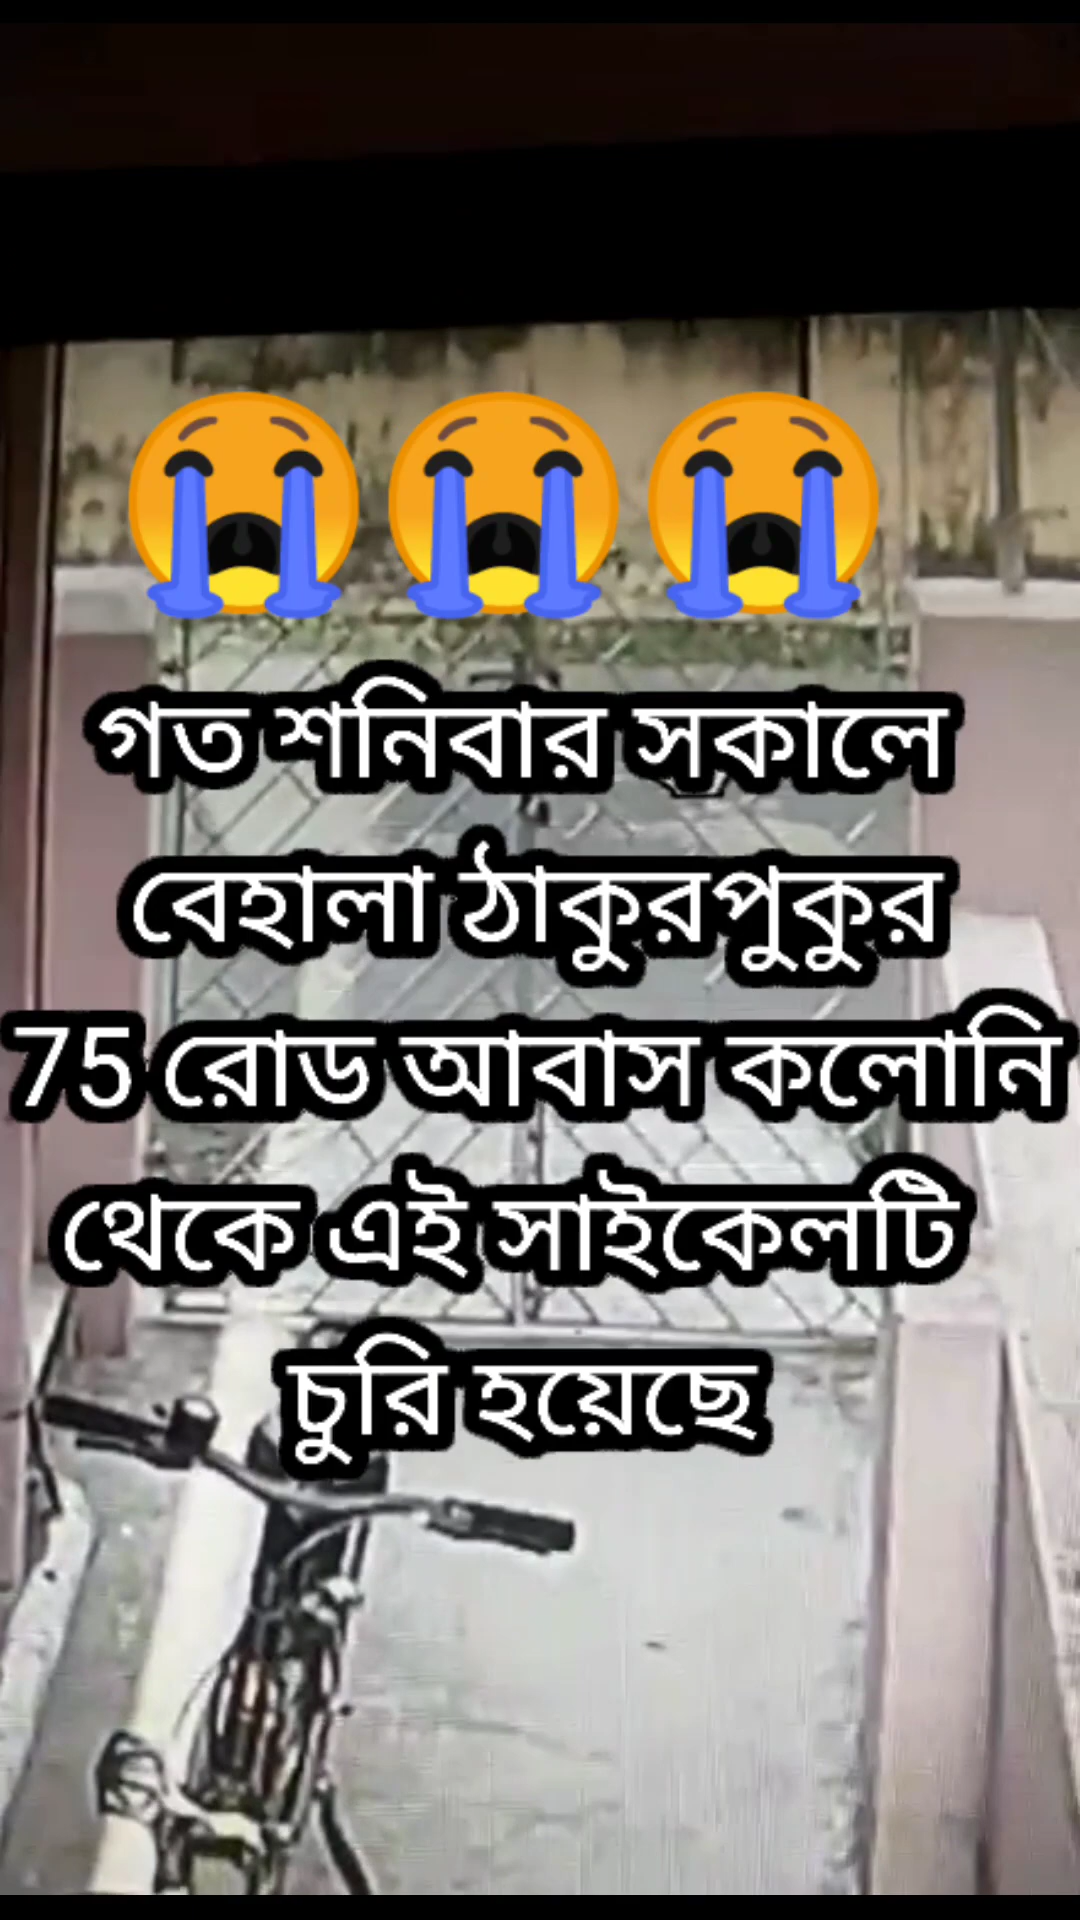 😭😭😭
গত শনিবার সকালে
বেহালা ঠাকুরপুকুর
75 রোড আবাস কলোনি
থেকে এই সাইকেলটি
চুরি হয়েছে